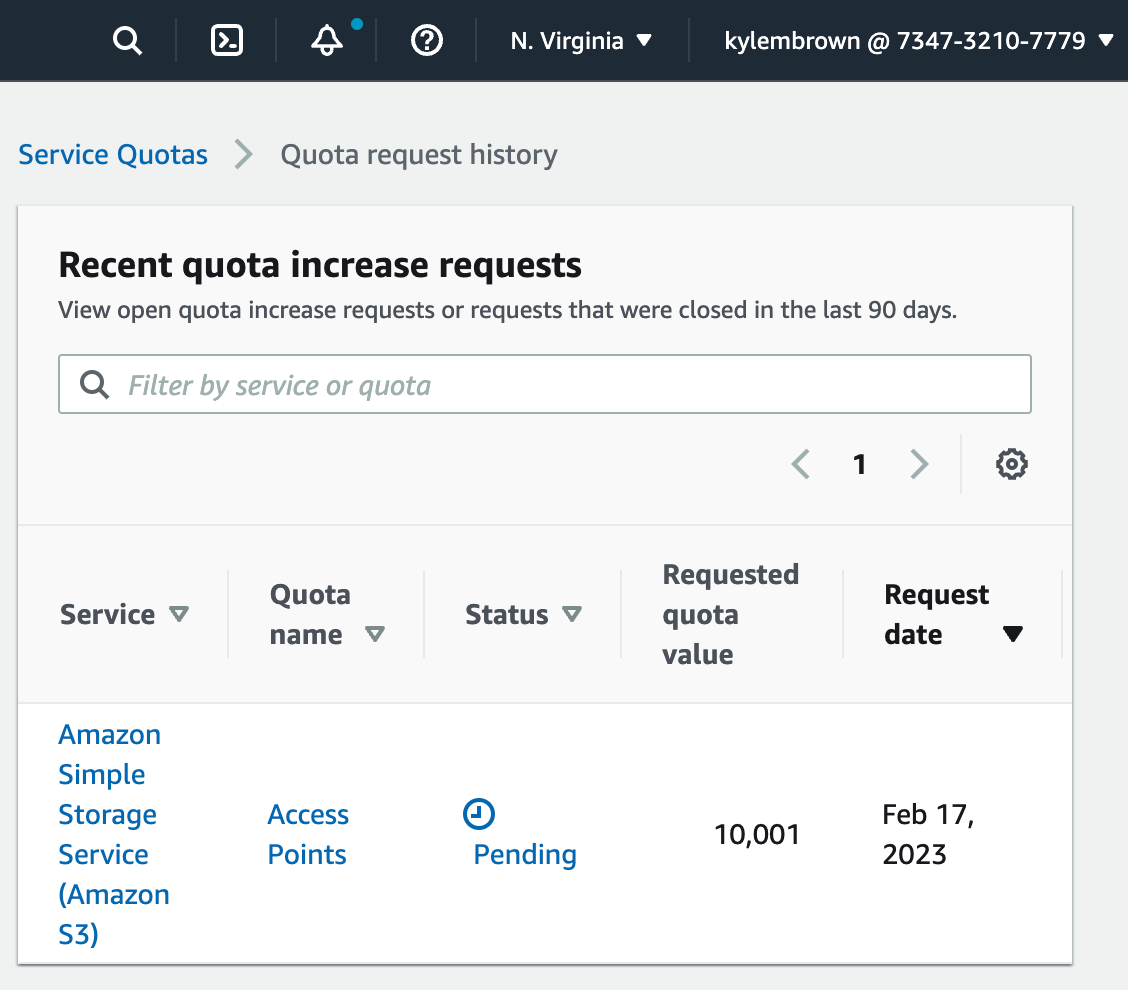 N. Virginia kylembrown @ 7347-3210-7779
Service Quotas Quota request history
Recent quota increase requests
View open quota increase requests or requests that were closed in the last 90 days.
Filter by service or quota
1
Service
Quota
name
Status
Requested
quota
value
Request
date
Amazon
Simple
Storage
Service
(Amazon
S3)
Access
Points
Pending
10,001
Feb 17,
2023